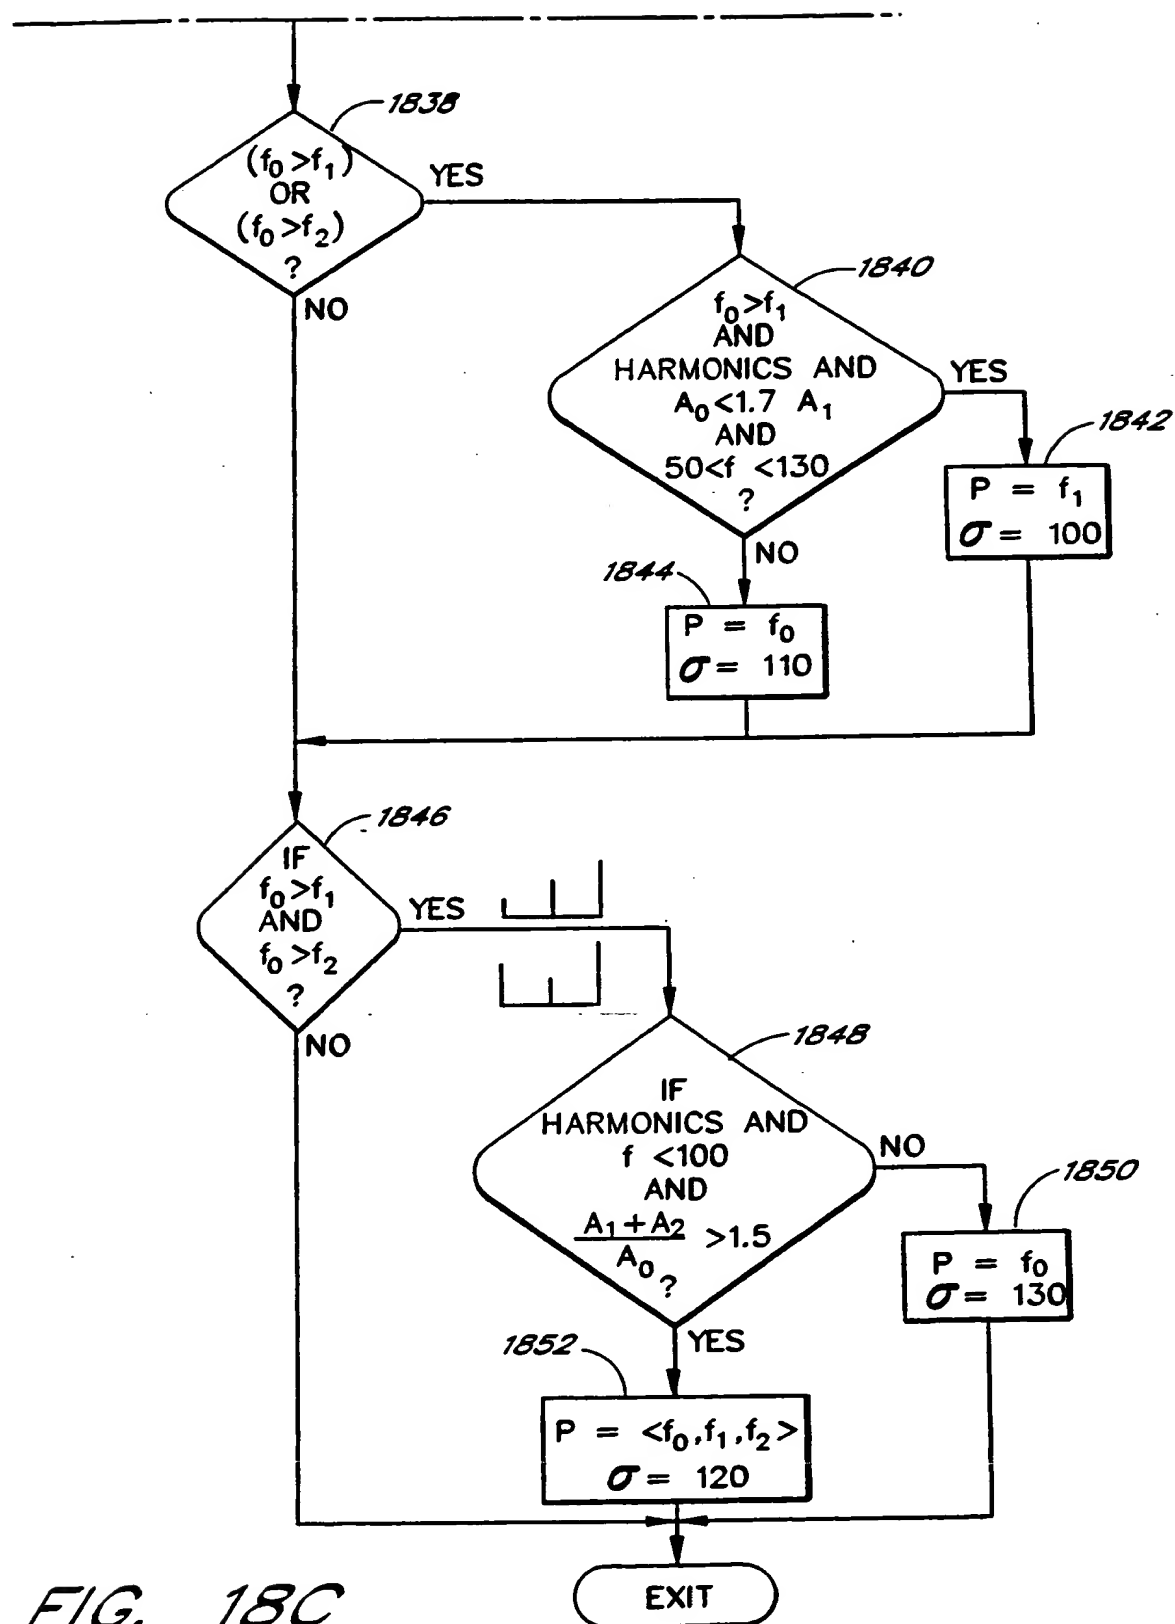 1838
(f₀>f₁)
OR
(f₀>f₂)
?
YES
NO
1840
f₀>f₁
AND
HARMONICS AND
A₀<1.7 A₁
AND
50<f <130
?
YES
NO
1842
P = f₁
σ = 100
1844
P = f₀
σ = 110
1846
IF
f₀>f₁
AND
f₀>f₂
?
YES
NO
1848
IF
HARMONICS AND
f <100
AND
A₁+A₂
A₀
>1.5
?
NO
YES
1850
P = f₀
σ = 130
1852
P = <f₀,f₁,f₂>
σ = 120
EXIT
FIG. 18C